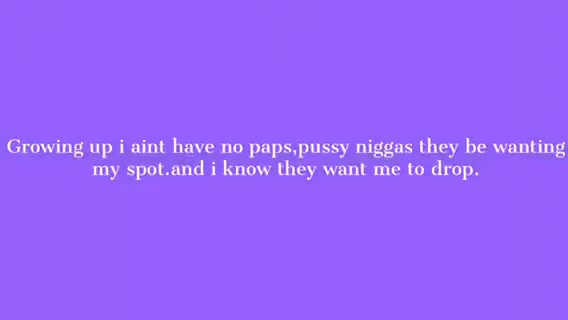 Growing up i aint have no paps,pussy niggas they be wanting
my spot.and i know they want me to drop.